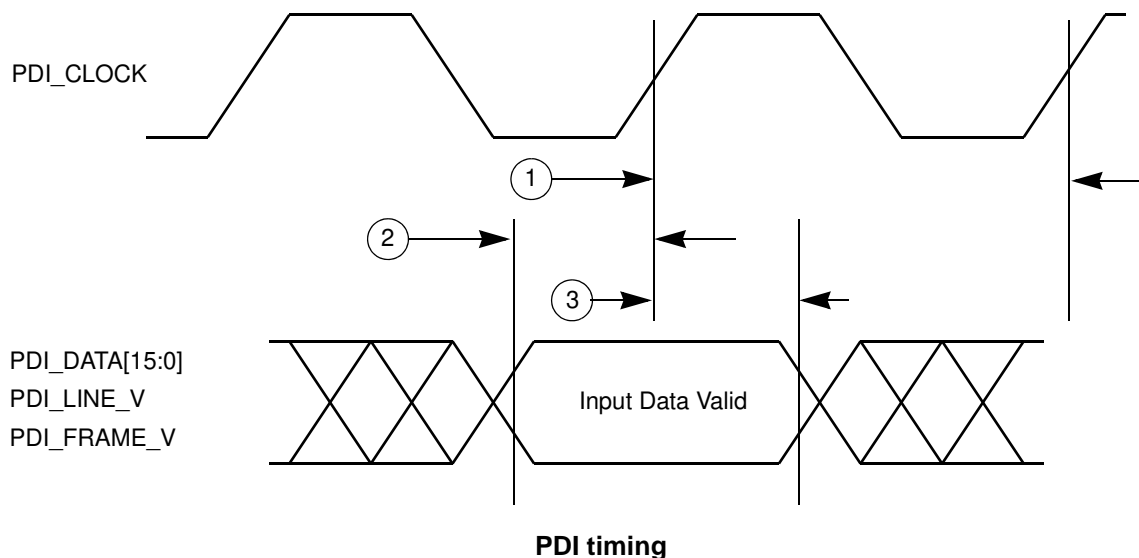 PDI_CLOCK
1
2
3
PDI_DATA[15:0]
PDI_LINE_V
Input Data Valid
PDI_FRAME_V
PDI timing